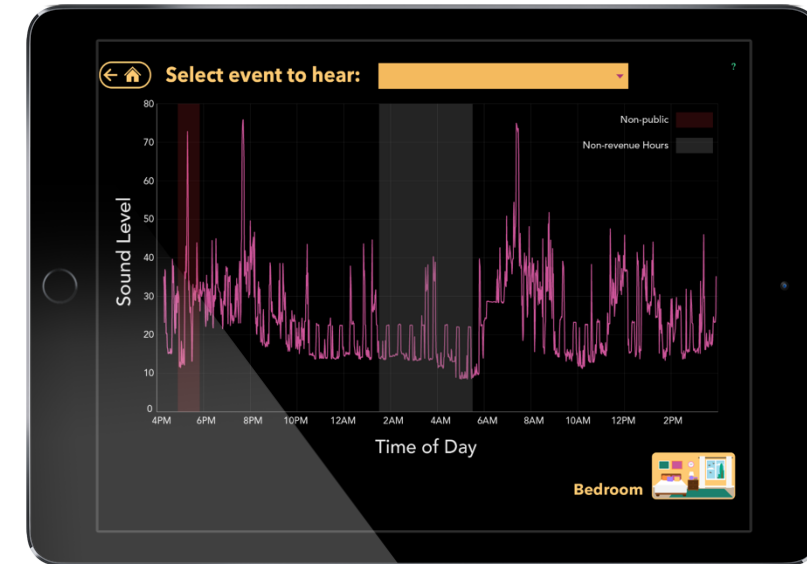 Select event to hear:
?
80
70
60
50
40
30
20
10
0
Sound Level
Non-public
Non-revenue Hours
4PM 6PM 8PM 10PM 12AM 2AM 4AM 6AM 8AM 10AM 12PM 2PM
Time of Day
Bedroom